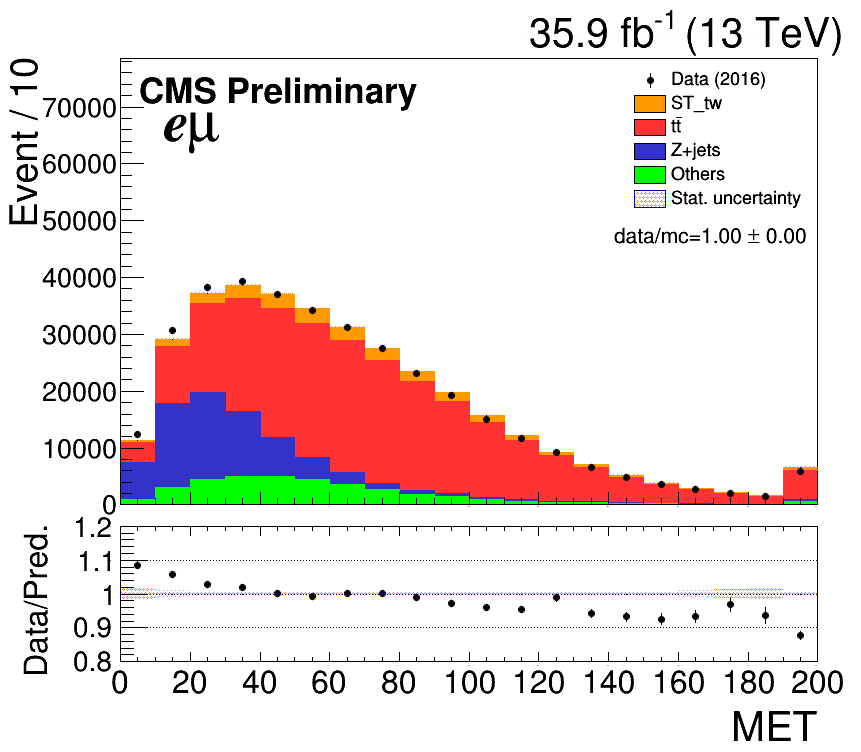 35.9 fb⁻¹ (13 TeV)
CMS Preliminary
eμ
Data (2016)
ST_tw
tt̄
Z+jets
Others
Stat. uncertainty
data/mc=1.00 ± 0.00
Event / 10
70000
60000
50000
40000
30000
20000
10000
0
Data/Pred.
1.2
1.1
1
0.9
0.8
0 20 40 60 80 100 120 140 160 180 200
MET